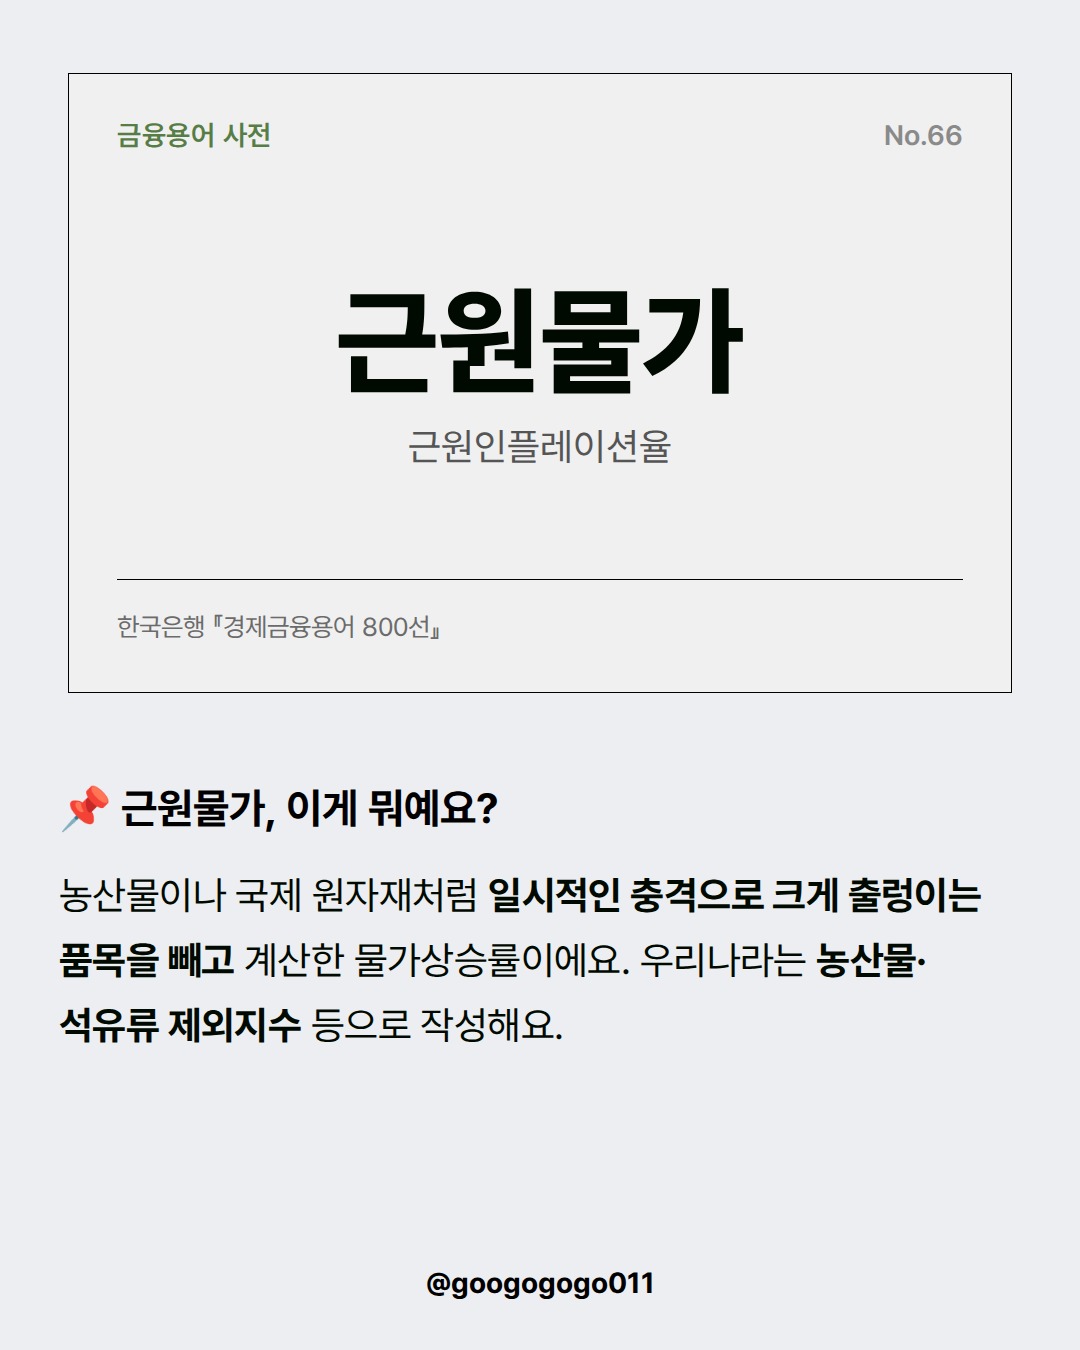 금융용어 사전
No.66
근원물가
근원인플레이션율
한국은행 『경제금융용어 800선』
📌 근원물가, 이게 뭐예요?
농산물이나 국제 원자재처럼 일시적인 충격으로 크게 출렁이는
품목을 빼고 계산한 물가상승률이에요. 우리나라는 농산물·
석유류 제외지수 등으로 작성해요.
@googogogo011